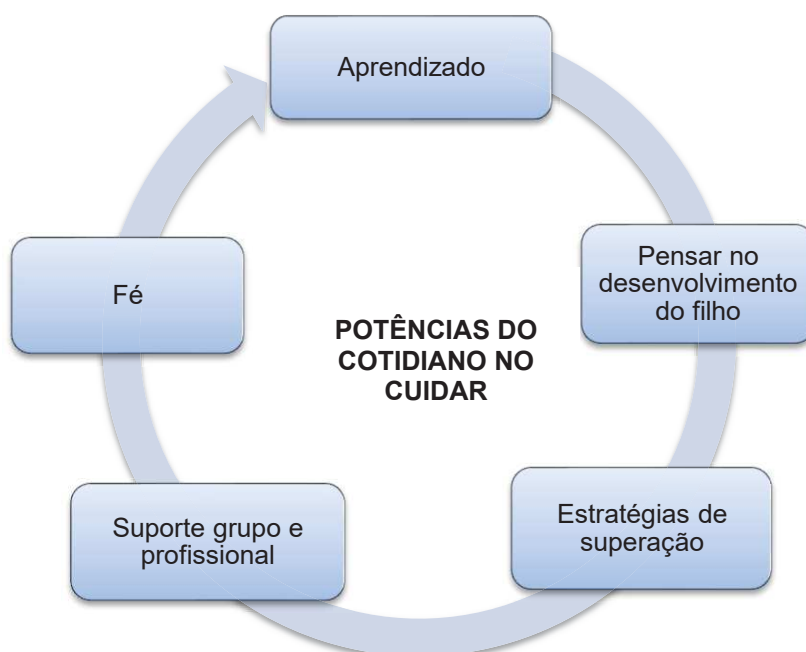 Aprendizado
Pensar no
desenvolvimento
do filho
Estratégias de
superação
Suporte grupo e
profissional
Fé
POTÊNCIAS DO
COTIDIANO NO
CUIDAR